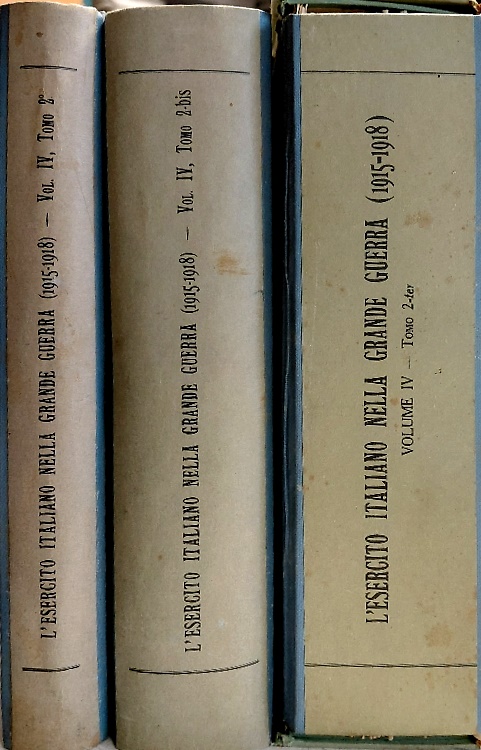 L'ESERCITO ITALIANO NELLA GRANDE GUERRA (1915-1918) — VOL. IV, TOMO 2°
L'ESERCITO ITALIANO NELLA GRANDE GUERRA (1915-1918) — VOL. IV, TOMO 2-bis
L'ESERCITO ITALIANO NELLA GRANDE GUERRA (1915-1918)
VOLUME IV — TOMO 2-ter